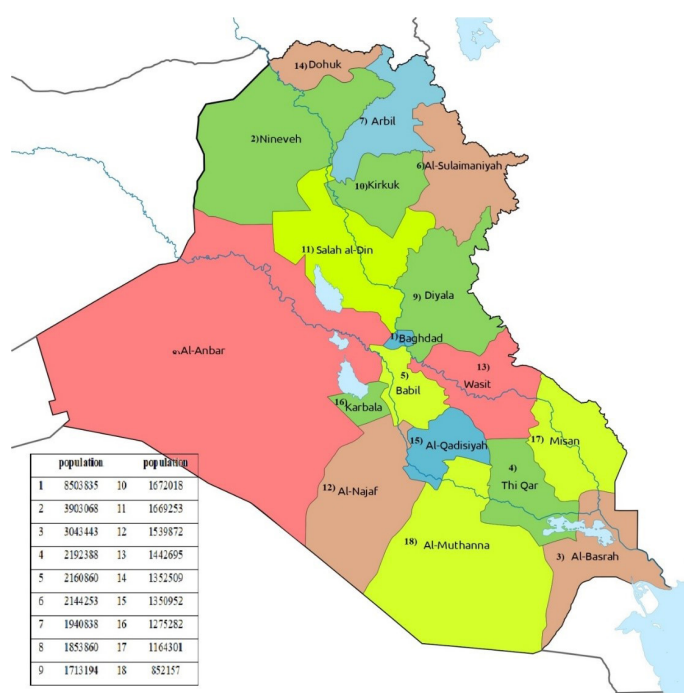 14) Dohuk
7) Arbil
2) Nineveh
6) Al-Sulaimaniyah
10) Kirkuk
11) Salah al-Din
9) Diyala
1) Baghdad
Al-Anbar
13)
Wasit
5)
Babil
16)
Karbala
15) Al-Qadisiyah
17) Misan
4)
Thi Qar
12) Al-Najaf
18) Al-Muthanna
3) Al-Basrah
population population
1 8503835 10 1672018
2 3903068 11 1669253
3 3043443 12 1539872
4 2192388 13 1442695
5 2160860 14 1352509
6 2144253 15 1350952
7 1940838 16 1275282
8 1853860 17 1164301
9 1713194 18 852157